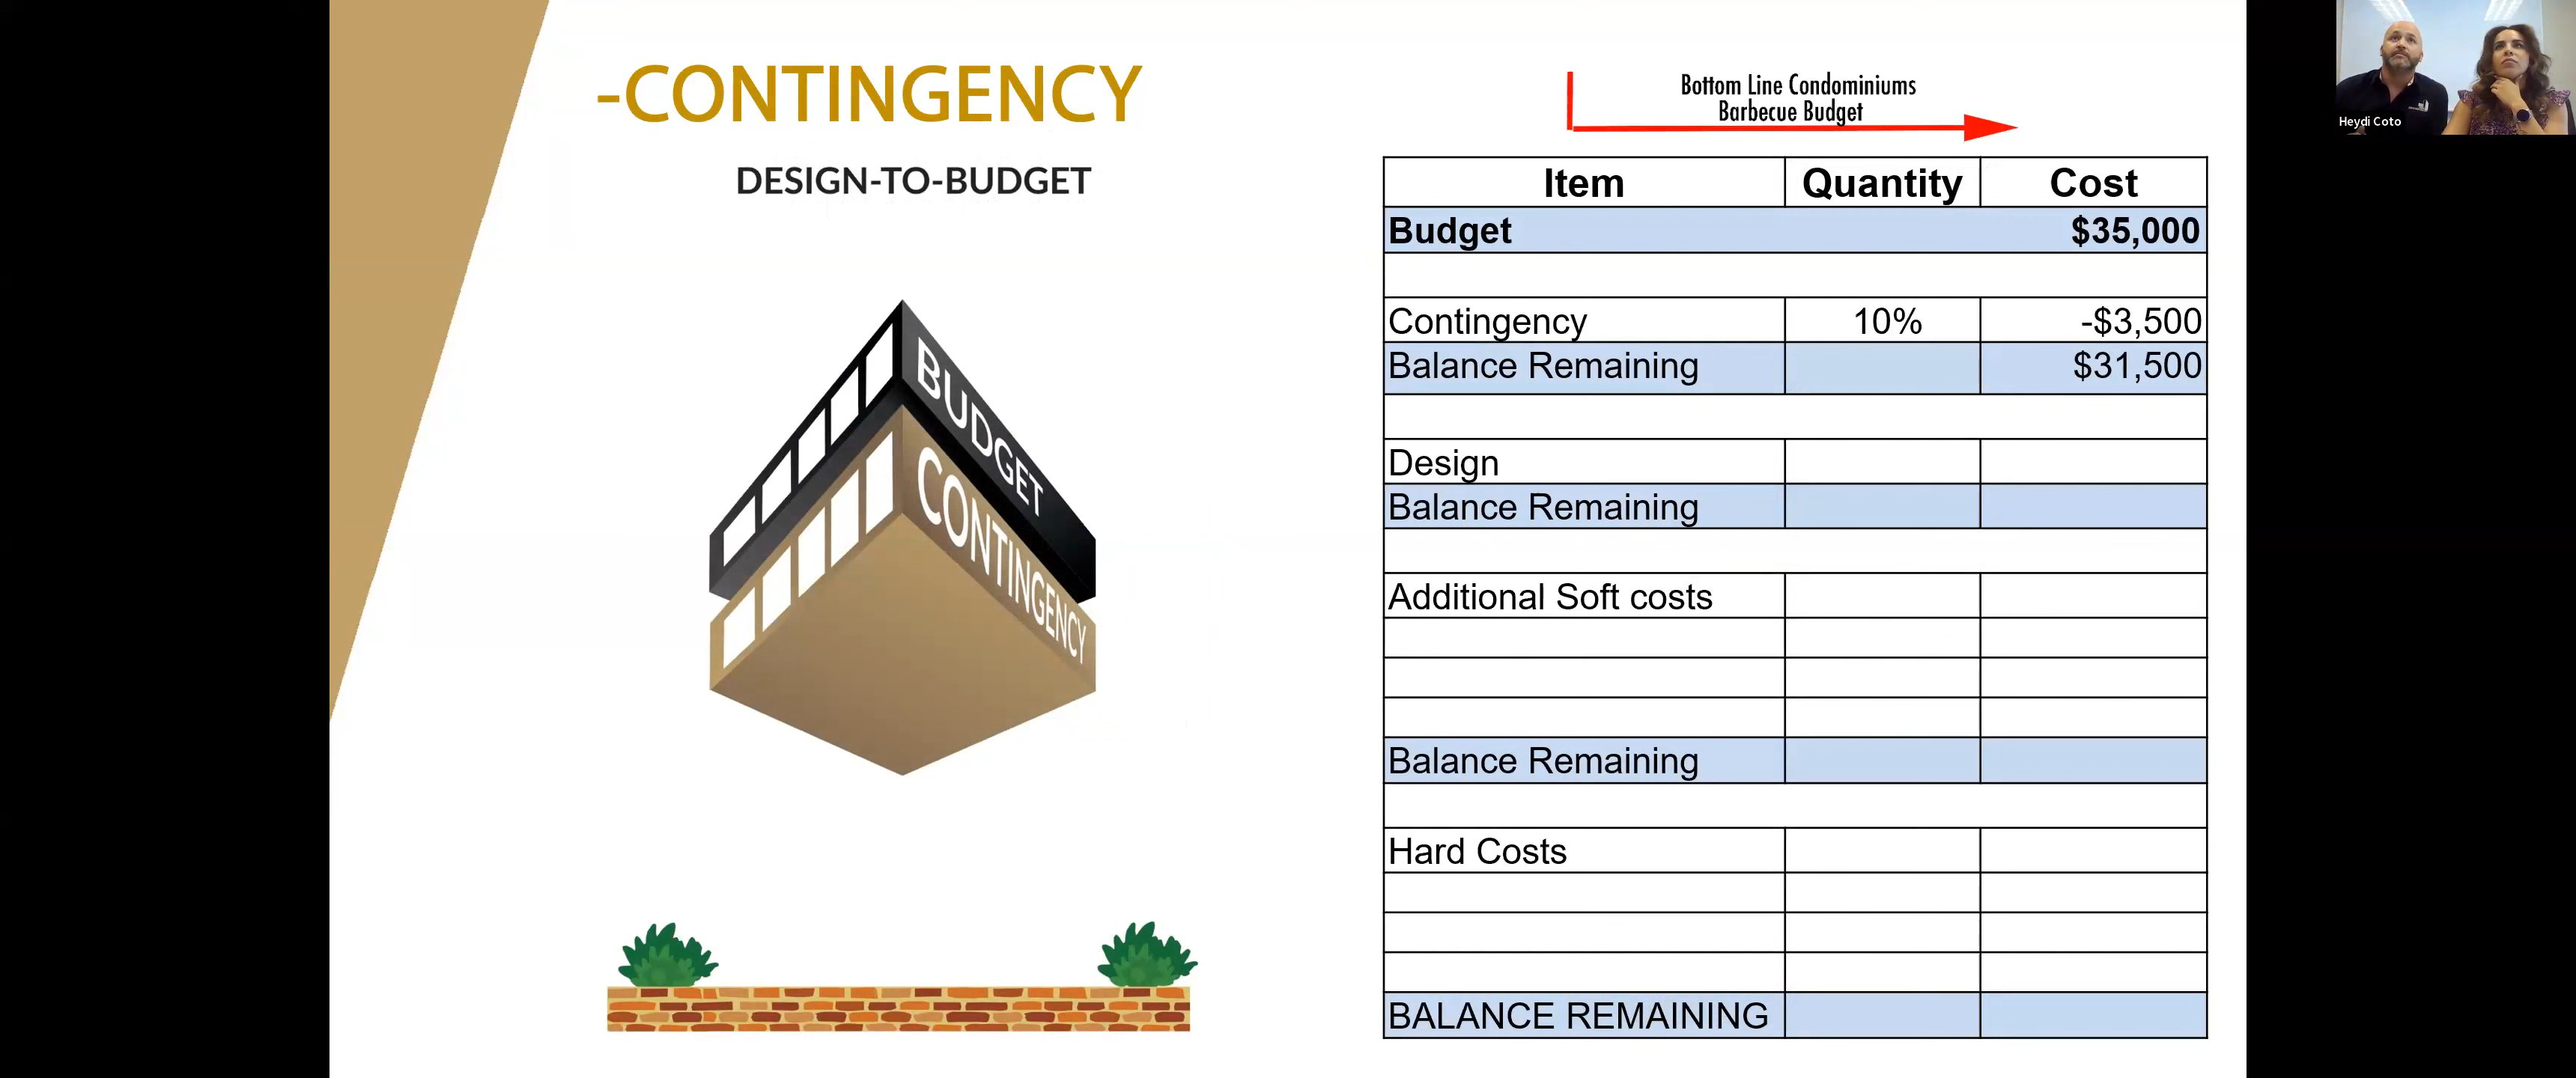 -CONTINGENCY
DESIGN-TO-BUDGET
BUDGET
CONTINGENCY
Bottom Line Condominiums
Barbecue Budget
Item Quantity Cost
Budget $35,000
Contingency 10% -$3,500
Balance Remaining $31,500
Design
Balance Remaining
Additional Soft costs
Balance Remaining
Hard Costs
BALANCE REMAINING
Heydi Coto